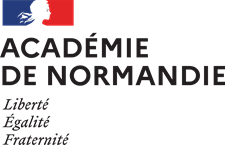 ACADÉMIE
DE NORMANDIE
Liberté
Égalité
Fraternité